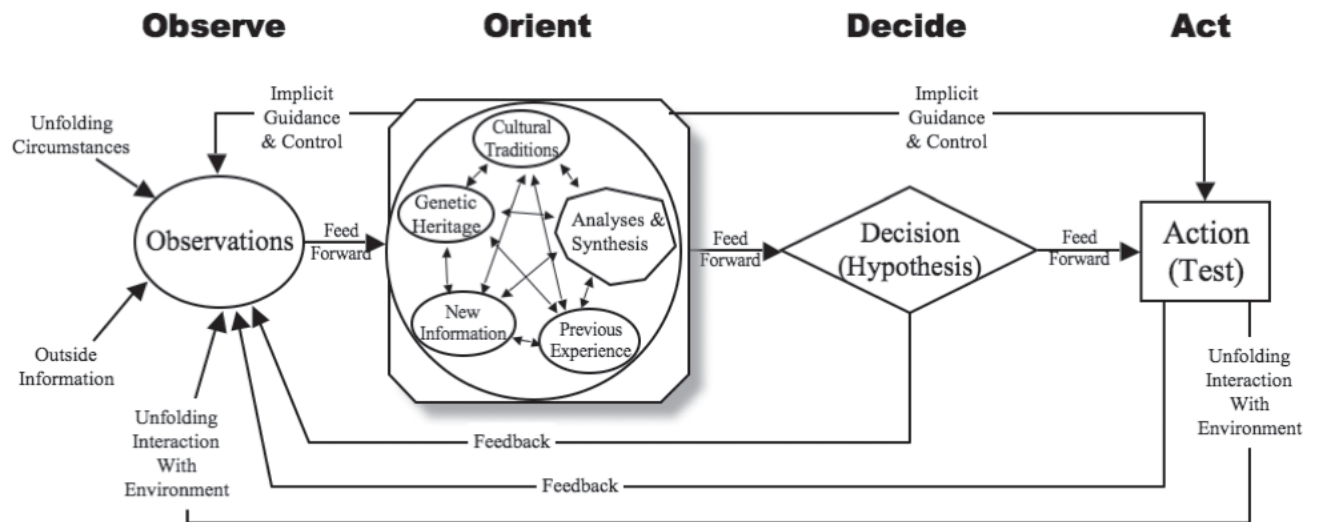 Observe
Orient
Decide
Act
Implicit
Guidance
& Control
Implicit
Guidance
& Control
Unfolding
Circumstances
Cultural
Traditions
Genetic
Heritage
Analyses &
Synthesis
Observations
Feed
Forward
Feed
Forward
Decision
(Hypothesis)
Feed
Forward
Action
(Test)
New
Information
Previous
Experience
Outside
Information
Unfolding
Interaction
With
Environment
Unfolding
Interaction
With
Environment
Feedback
Feedback